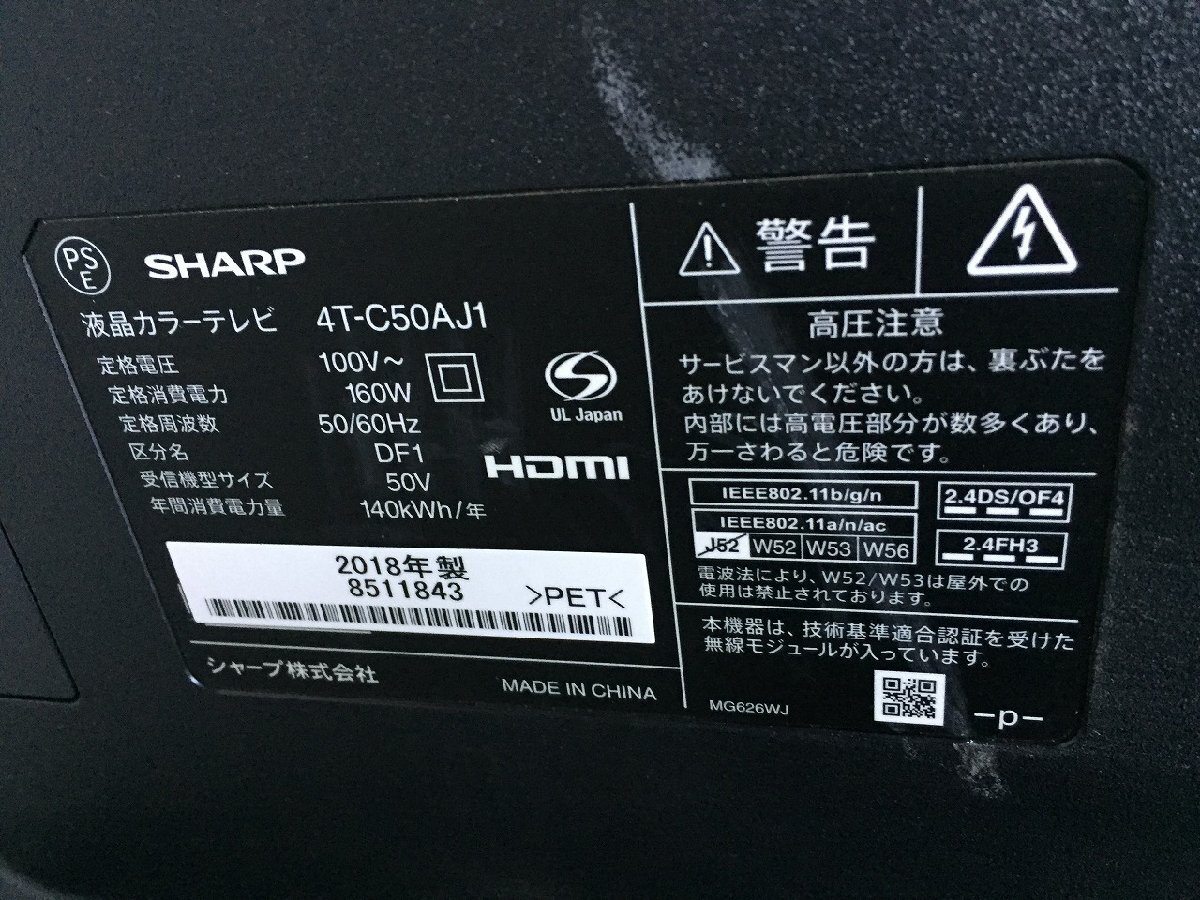 PSE SHARP
液晶カラーテレビ 4T-C50AJ1
定格電圧 100V～
定格消費電力 160W
定格周波数 50/60Hz
区分名 DF1
受信機型サイズ 50V
年間消費電力量 140kWh/年
UL Japan
HDMI
2018年製
8511843 >PET<
シャープ株式会社 MADE IN CHINA
警告
高圧注意
サービスマン以外の方は、裏ぶたを
あけないでください。
内部には高電圧部分が数多くあり、
万一さわると危険です。
IEEE802.11b/g/n 2.4DS/OF4
IEEE802.11a/n/ac
J52 W52 W53 W56 2.4FH3
電波法により、W52/W53は屋外での
使用は禁止されております。
本機器は、技術基準適合認証を受けた
無線モジュールが入っています。
MG626WJ -p-